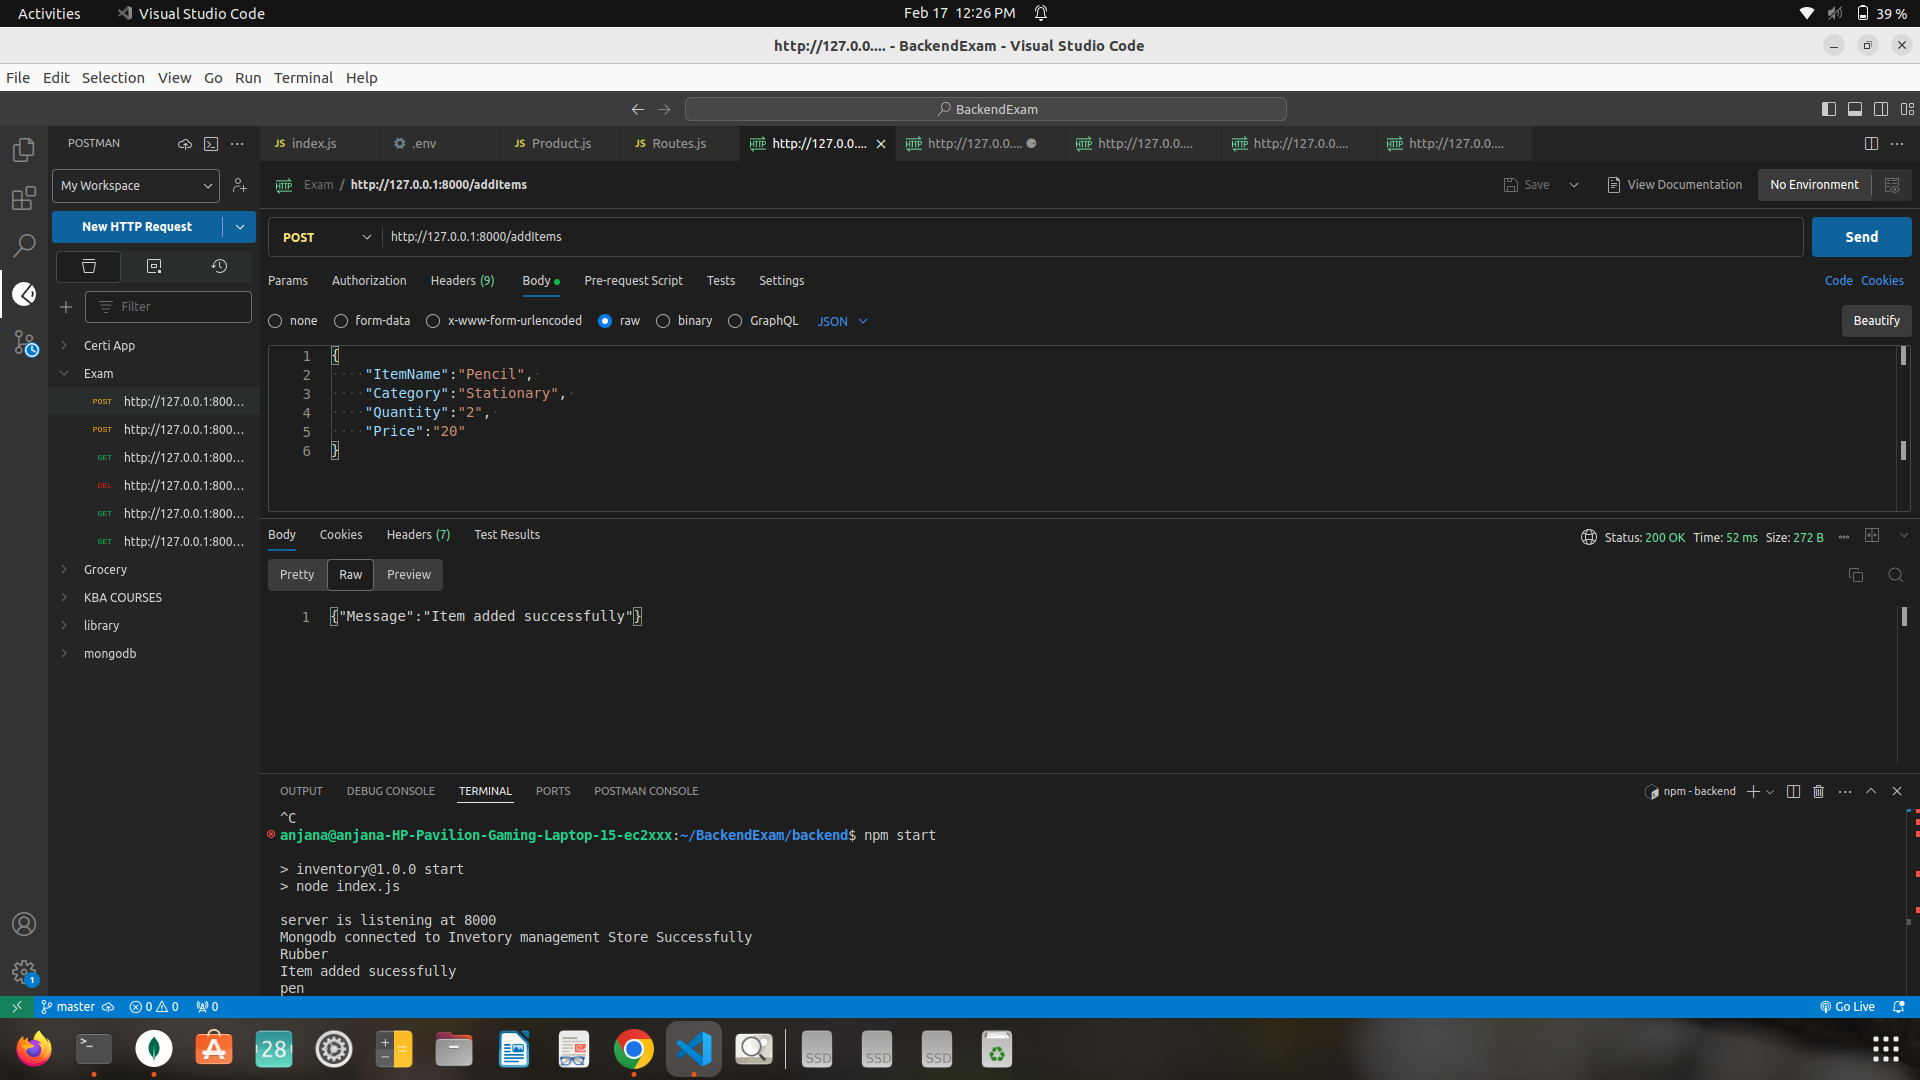 Activities Visual Studio Code Feb 17 12:26 PM 39 %
http://127.0.0.... - BackendExam - Visual Studio Code
File Edit Selection View Go Run Terminal Help
BackendExam
POSTMAN
JS index.js .env JS Product.js JS Routes.js HTTP http://127.0.0.... HTTP http://127.0.0.... HTTP http://127.0.0.... HTTP http://127.0.0.... HTTP http://127.0.0....
My Workspace
HTTP Exam / http://127.0.0.1:8000/addItems Save View Documentation No Environment
New HTTP Request
POST http://127.0.0.1:8000/addItems Send
Params Authorization Headers (9) Body Pre-request Script Tests Settings Code Cookies
Filter
none form-data x-www-form-urlencoded raw binary GraphQL JSON Beautify
Certi App
Exam
POST http://127.0.0.1:800...
POST http://127.0.0.1:800...
GET http://127.0.0.1:800...
DEL http://127.0.0.1:800...
GET http://127.0.0.1:800...
GET http://127.0.0.1:800...
Grocery
KBA COURSES
library
mongodb
1 {
2 "ItemName":"Pencil",
3 "Category":"Stationary",
4 "Quantity":"2",
5 "Price":"20"
6 }
Body Cookies Headers (7) Test Results Status: 200 OK Time: 52 ms Size: 272 B
Pretty Raw Preview
1 {"Message":"Item added successfully"}
OUTPUT DEBUG CONSOLE TERMINAL PORTS POSTMAN CONSOLE npm - backend
^C
anjana@anjana-HP-Pavilion-Gaming-Laptop-15-ec2xxx:~/BackendExam/backend$ npm start
> inventory@1.0.0 start
> node index.js
server is listening at 8000
Mongodb connected to Invetory management Store Successfully
Rubber
Item added sucessfully
pen
1
master 0 0 0 Go Live
>_ 28 SSD SSD SSD